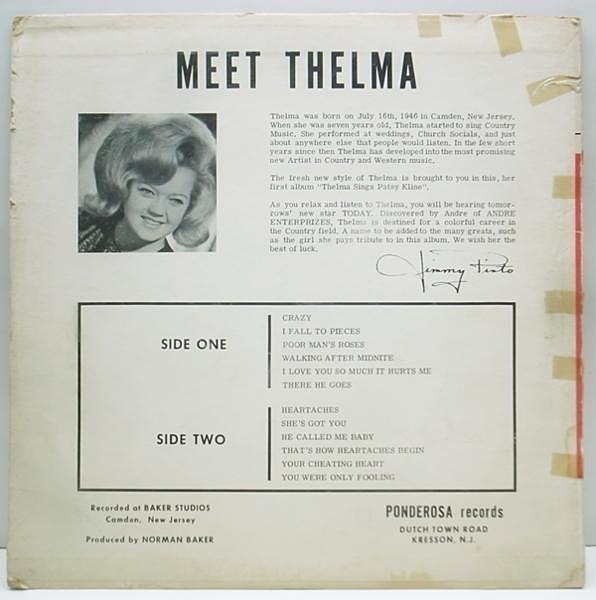 MEET THELMA
Thelma was born on July 16th, 1946 in Camden, New Jersey.
When she was seven years old, Thelma started to sing Country
Music. She performed at weddings, Church Socials, and just
about anywhere else that people would listen. In the few short
years since then Thelma has developed into the most promising
new Artist in Country and Western music.
The fresh new style of Thelma is brought to you in this, her
first album "Thelma Sings Patsy Kline".
As you relax and listen to Thelma, you will be hearing tomor-
rows' new star TODAY. Discovered by Andre of ANDRE
ENTERPRIZES, Thelma is destined for a colorful career in
the Country field. A name to be added to the many greats, such
as the girl she pays tribute to in this album. We wish her the
best of luck.
Jimmy Pinto
SIDE ONE
CRAZY
I FALL TO PIECES
POOR MAN'S ROSES
WALKING AFTER MIDNITE
I LOVE YOU SO MUCH IT HURTS ME
THERE HE GOES
SIDE TWO
HEARTACHES
SHE'S GOT YOU
HE CALLED ME BABY
THAT'S HOW HEARTACHES BEGIN
YOUR CHEATING HEART
YOU WERE ONLY FOOLING
Recorded at BAKER STUDIOS
Camden, New Jersey
Produced by NORMAN BAKER
PONDEROSA records
DUTCH TOWN ROAD
KRESSON, N.J.